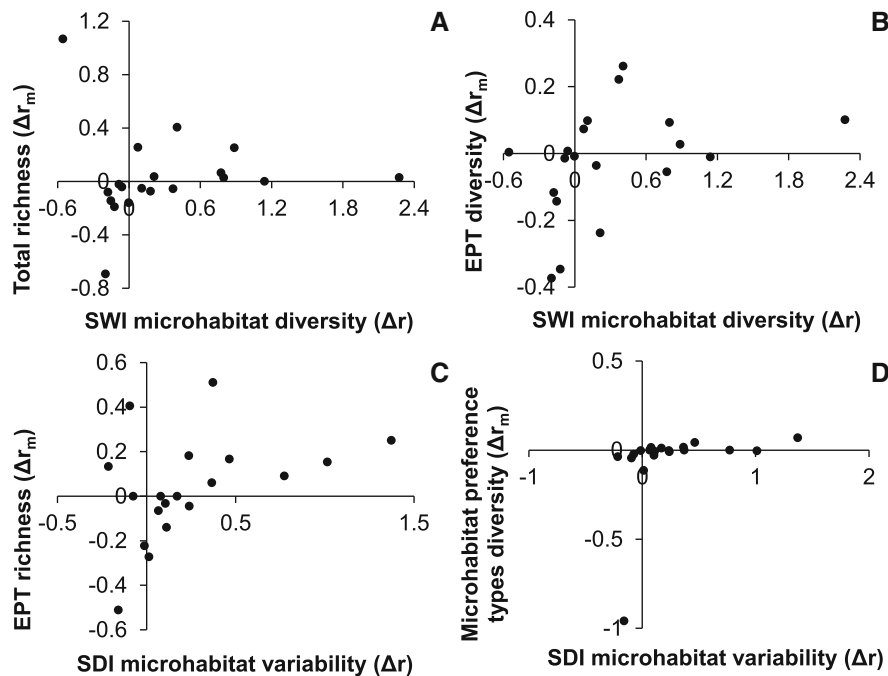 A
Total richness (Δrm)
1.2
0.8
0.4
0
-0.4
-0.8
-0.6 0 0.6 1.2 1.8 2.4
SWI microhabitat diversity (Δr)
B
EPT diversity (Δrm)
0.4
0.2
0
-0.2
-0.4
-0.6 0 0.6 1.2 1.8 2.4
SWI microhabitat diversity (Δr)
C
EPT richness (Δrm)
0.6
0.4
0.2
0
-0.2
-0.4
-0.6
-0.5 0.5 1.5
SDI microhabitat variability (Δr)
D
Microhabitat preference
types diversity (Δrm)
0.5
0
-0.5
-1
-1 0 1 2
SDI microhabitat variability (Δr)